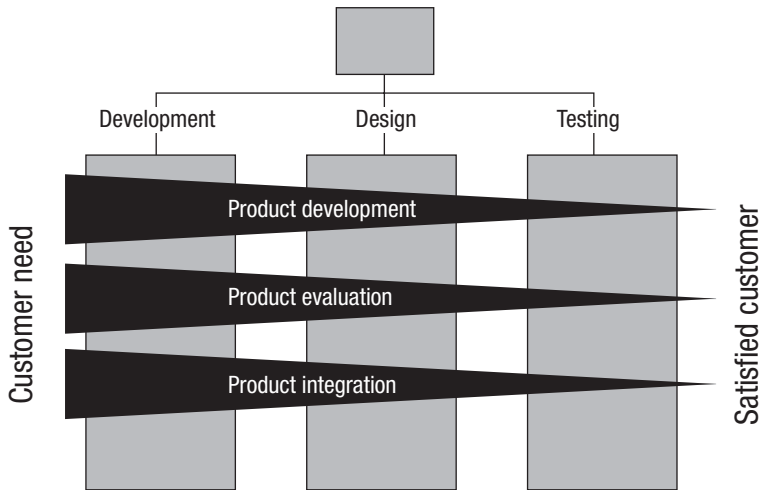 Development
Design
Testing
Customer need
Product development
Product evaluation
Product integration
Satisfied customer